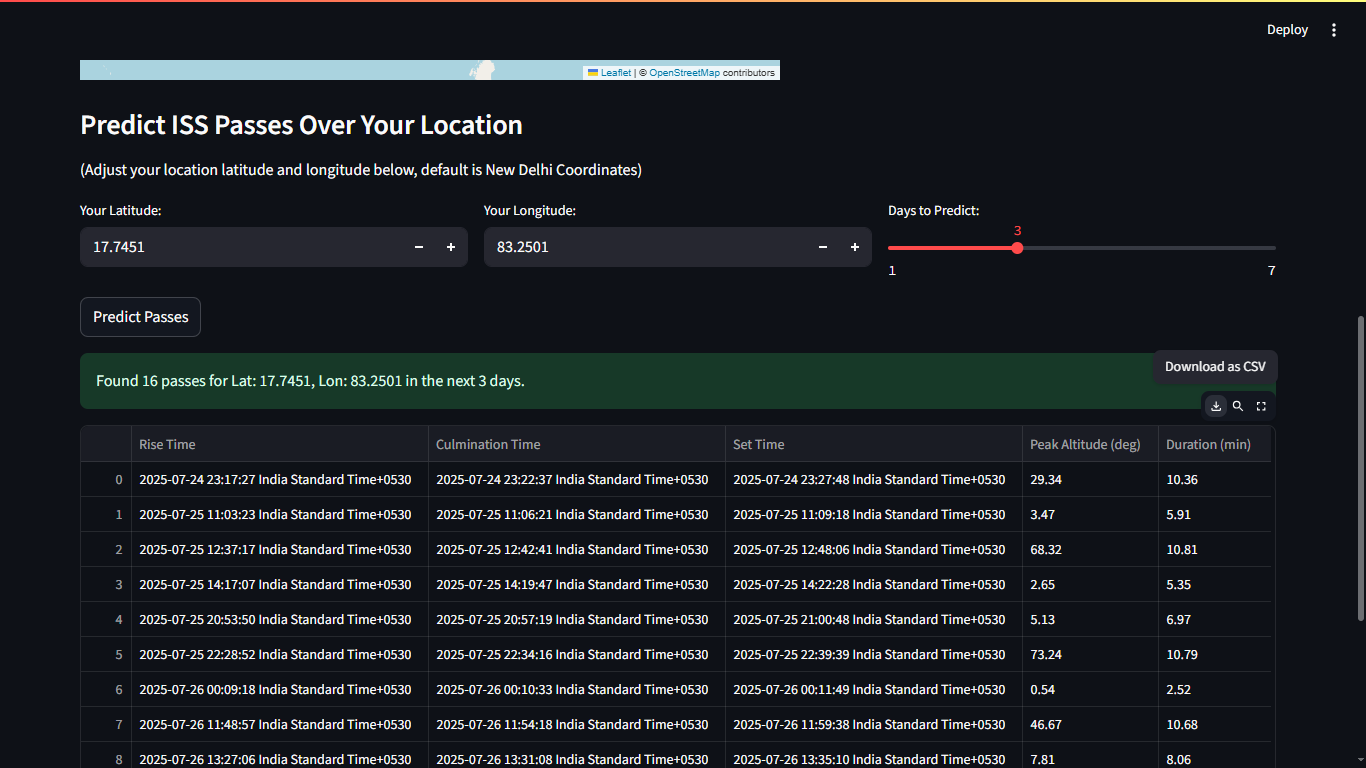 Deploy
Leaflet | © OpenStreetMap contributors
Predict ISS Passes Over Your Location
(Adjust your location latitude and longitude below, default is New Delhi Coordinates)
Your Latitude: Your Longitude: Days to Predict:
3
17.7451 − + 83.2501 − +
1 7
Predict Passes
Download as CSV
Found 16 passes for Lat: 17.7451, Lon: 83.2501 in the next 3 days.
Rise Time Culmination Time Set Time Peak Altitude (deg) Duration (min)
0 2025-07-24 23:17:27 India Standard Time+0530 2025-07-24 23:22:37 India Standard Time+0530 2025-07-24 23:27:48 India Standard Time+0530 29.34 10.36
1 2025-07-25 11:03:23 India Standard Time+0530 2025-07-25 11:06:21 India Standard Time+0530 2025-07-25 11:09:18 India Standard Time+0530 3.47 5.91
2 2025-07-25 12:37:17 India Standard Time+0530 2025-07-25 12:42:41 India Standard Time+0530 2025-07-25 12:48:06 India Standard Time+0530 68.32 10.81
3 2025-07-25 14:17:07 India Standard Time+0530 2025-07-25 14:19:47 India Standard Time+0530 2025-07-25 14:22:28 India Standard Time+0530 2.65 5.35
4 2025-07-25 20:53:50 India Standard Time+0530 2025-07-25 20:57:19 India Standard Time+0530 2025-07-25 21:00:48 India Standard Time+0530 5.13 6.97
5 2025-07-25 22:28:52 India Standard Time+0530 2025-07-25 22:34:16 India Standard Time+0530 2025-07-25 22:39:39 India Standard Time+0530 73.24 10.79
6 2025-07-26 00:09:18 India Standard Time+0530 2025-07-26 00:10:33 India Standard Time+0530 2025-07-26 00:11:49 India Standard Time+0530 0.54 2.52
7 2025-07-26 11:48:57 India Standard Time+0530 2025-07-26 11:54:18 India Standard Time+0530 2025-07-26 11:59:38 India Standard Time+0530 46.67 10.68
8 2025-07-26 13:27:06 India Standard Time+0530 2025-07-26 13:31:08 India Standard Time+0530 2025-07-26 13:35:10 India Standard Time+0530 7.81 8.06